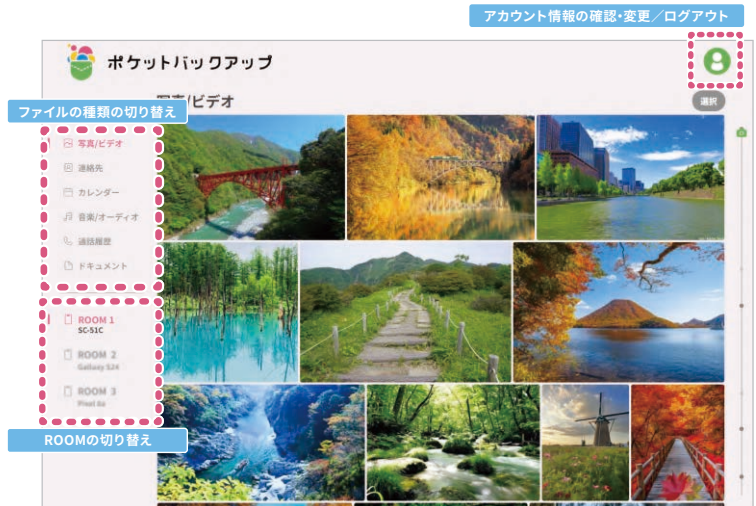 アカウント情報の確認・変更／ログアウト
ポケットバックアップ
写真/ビデオ
選択
ファイルの種類の切り替え
写真/ビデオ
連絡先
カレンダー
音楽/オーディオ
通話履歴
ドキュメント
ROOM 1
SC-51C
ROOM 2
Galaxy S24
ROOM 3
Pixel 8a
ROOMの切り替え